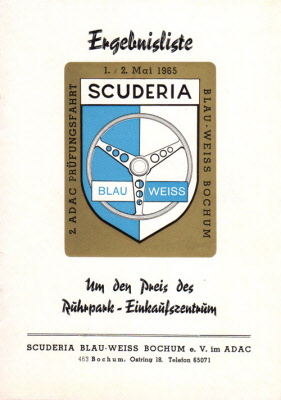 Ergebnisliste
1. / 2. Mai 1965
SCUDERIA
2. ADAC PRÜFUNGSFAHRT
BLAU-WEISS BOCHUM
BLAU WEISS
Um den Preis des
Ruhrpark - Einkaufszentrum
SCUDERIA BLAU-WEISS BOCHUM e. V. im ADAC
463 Bochum, Ostring 18, Telefon 65071